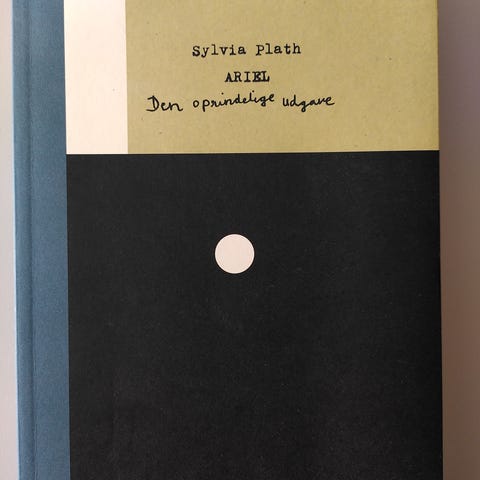 Sylvia Plath
ARIEL
Den oprindelige udgave